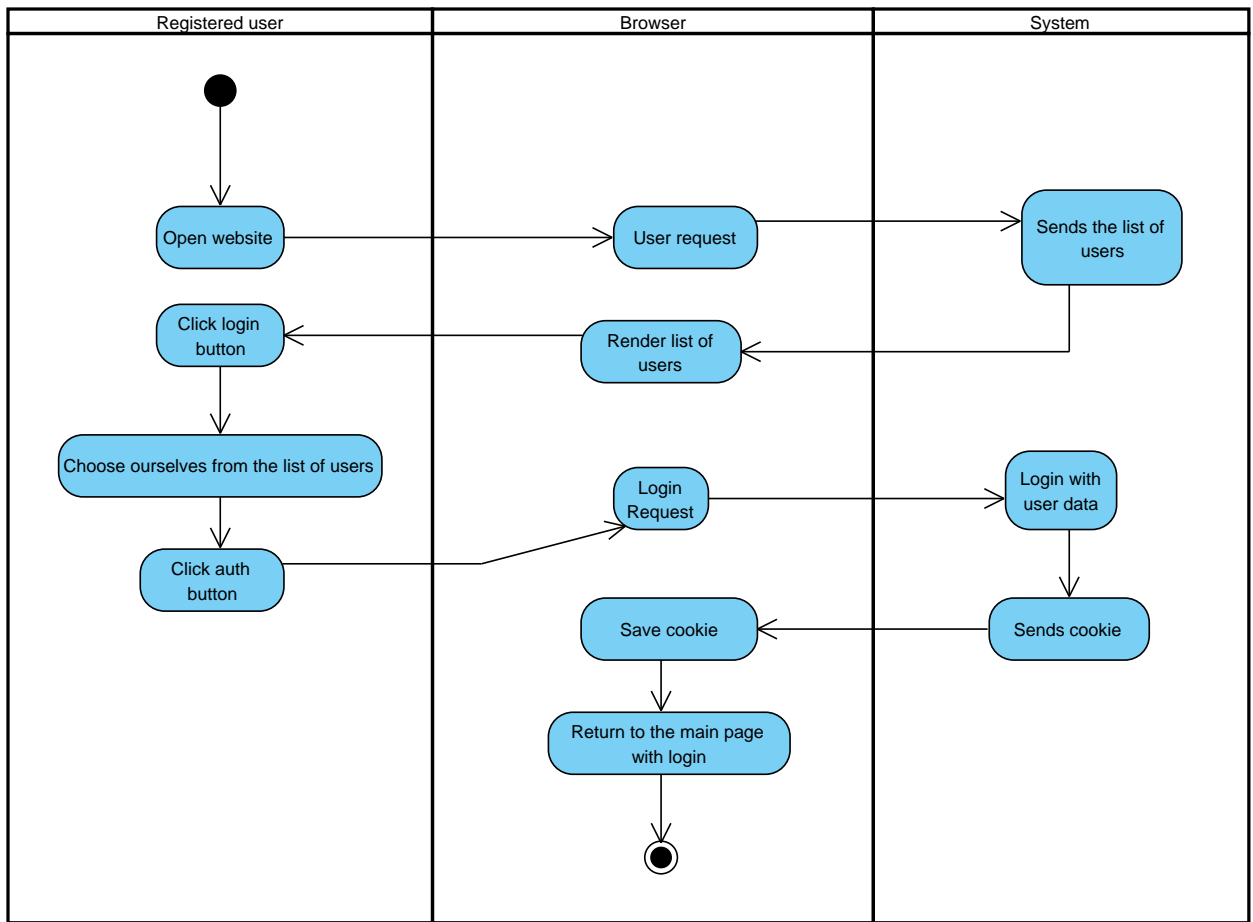 Registered user
Browser
System
Open website
User request
Sends the list of
users
Click login
button
Render list of
users
Choose ourselves from the list of users
Login
Request
Login with
user data
Click auth
button
Save cookie
Sends cookie
Return to the main page
with login